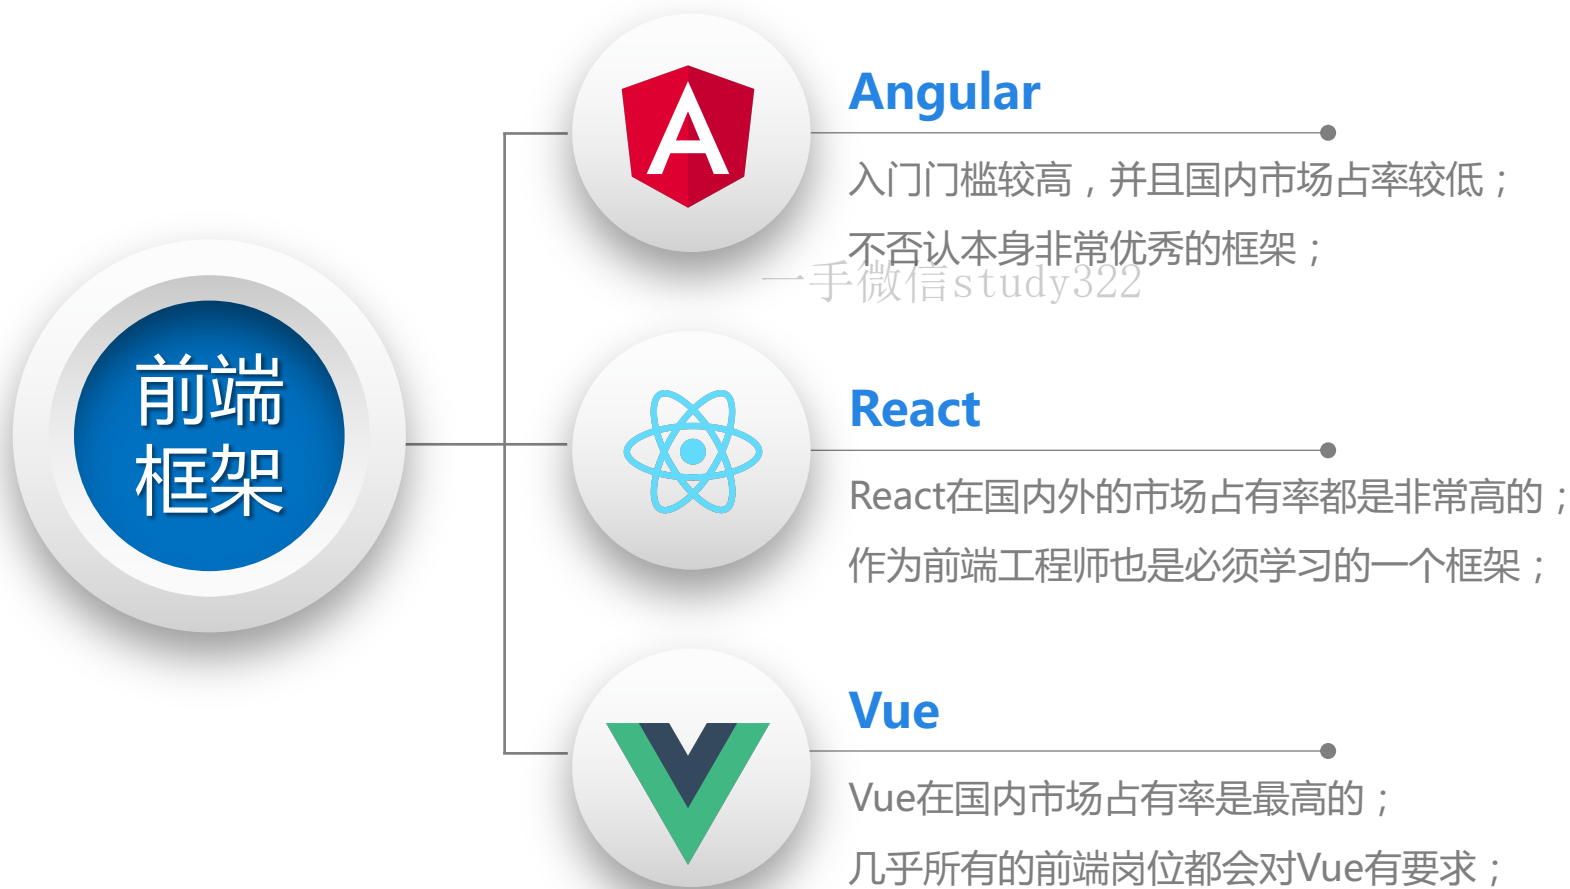 前端
框架
Angular
入门门槛较高，并且国内市场占率较低；
不否认本身非常优秀的框架；
一手微信study322
React
React在国内外的市场占有率都是非常高的；
作为前端工程师也是必须学习的一个框架；
Vue
Vue在国内市场占有率是最高的；
几乎所有的前端岗位都会对Vue有要求；